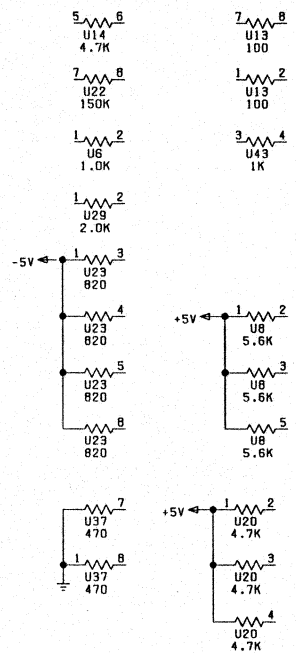 5 6
U14
4.7K
7 8
U13
100
7 8
U22
150K
1 2
U13
100
1 2
U6
1.0K
3 4
U43
1K
1 2
U29
2.0K
-5V
1 3
U23
820
4
U23
820
5
U23
820
8
U23
820
+5V
1 2
U8
5.6K
3
U8
5.6K
5
U8
5.6K
7
U37
470
1 8
U37
470
+5V
1 2
U20
4.7K
3
U20
4.7K
4
U20
4.7K